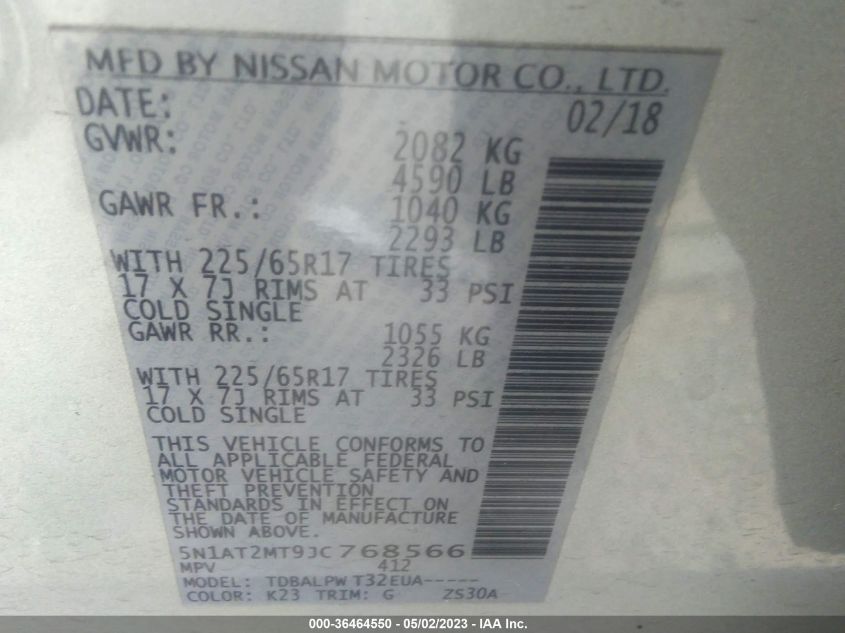 MFD BY NISSAN MOTOR CO., LTD.
DATE: 02/18
GVWR: 2082 KG
4590 LB
GAWR FR.: 1040 KG
2293 LB
WITH 225/65R17 TIRES
17 X 7J RIMS AT 33 PSI
COLD SINGLE
GAWR RR.: 1055 KG
2326 LB
WITH 225/65R17 TIRES
17 X 7J RIMS AT 33 PSI
COLD SINGLE
THIS VEHICLE CONFORMS TO
ALL APPLICABLE FEDERAL
MOTOR VEHICLE SAFETY AND
THEFT PREVENTION
STANDARDS IN EFFECT ON
THE DATE OF MANUFACTURE
SHOWN ABOVE.
5N1AT2MT9JC768566
MPV 412
MODEL: TDBALPW T32EUA-----
COLOR: K23 TRIM: G ZS30A
000-36464550 - 05/02/2023 - IAA Inc.